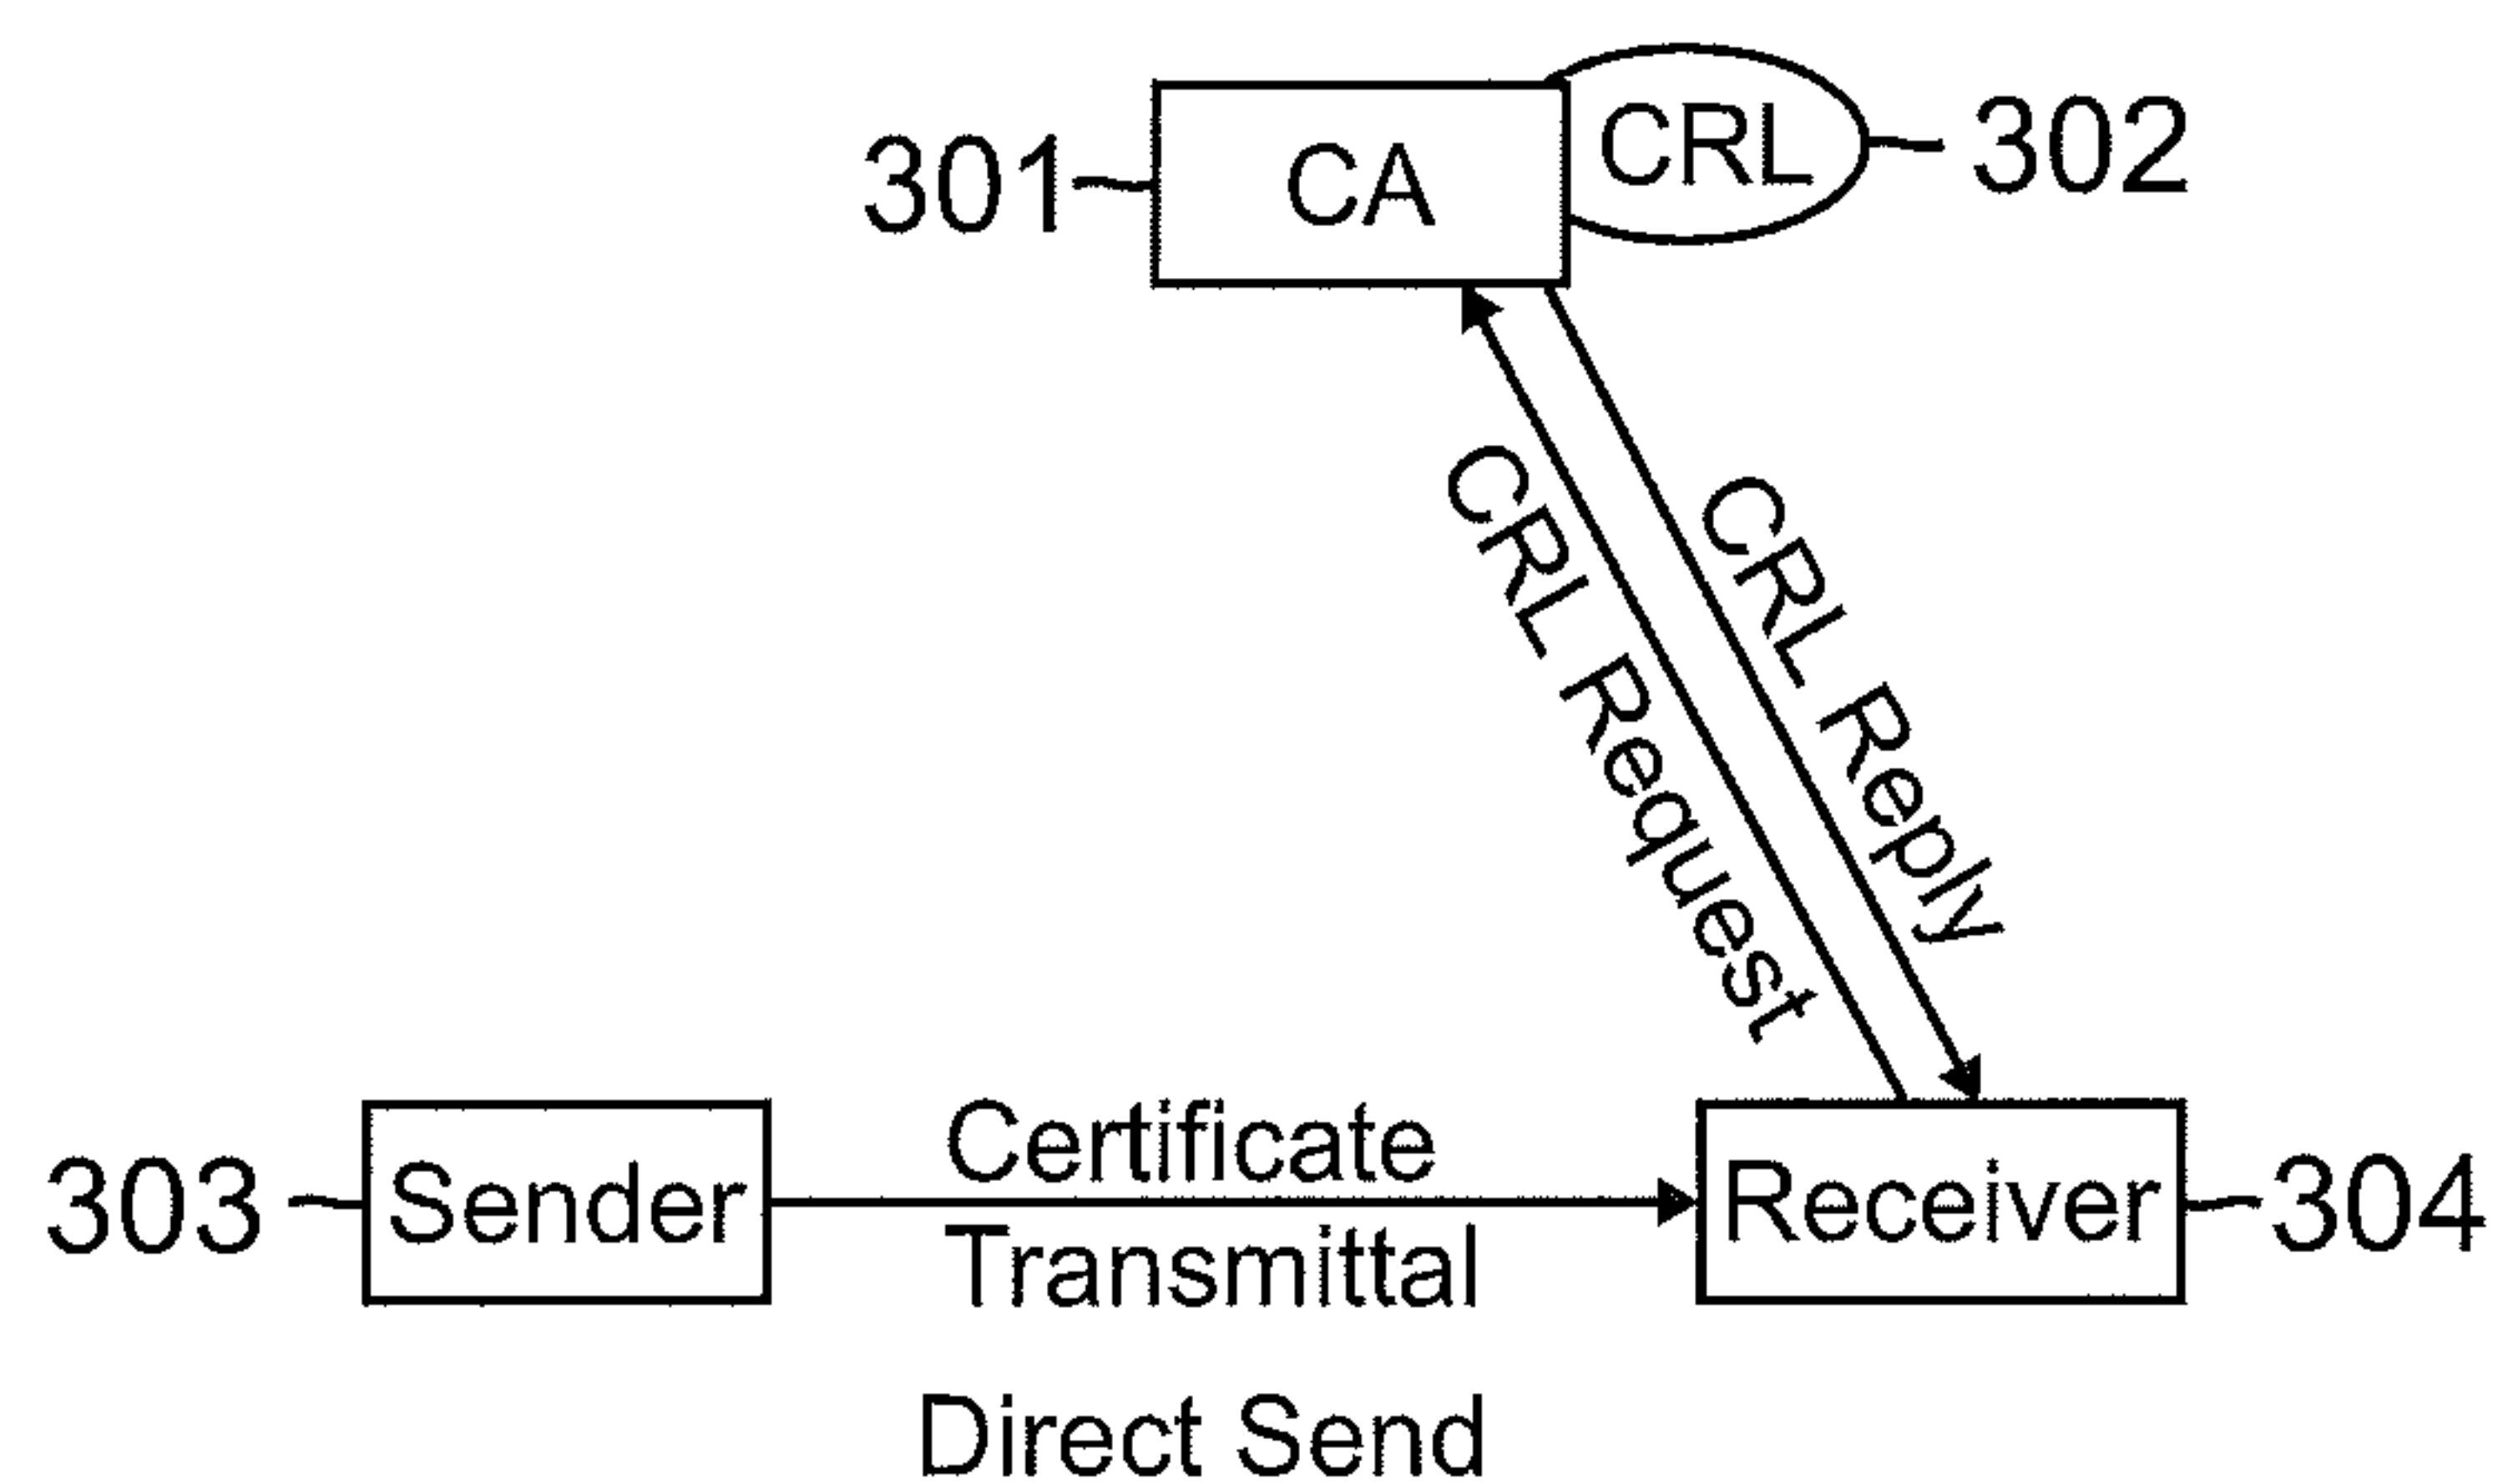 301 CA CRL 302
CRL Request
CRL Reply
303 Sender
Certificate
Transmittal
Receiver 304
Direct Send